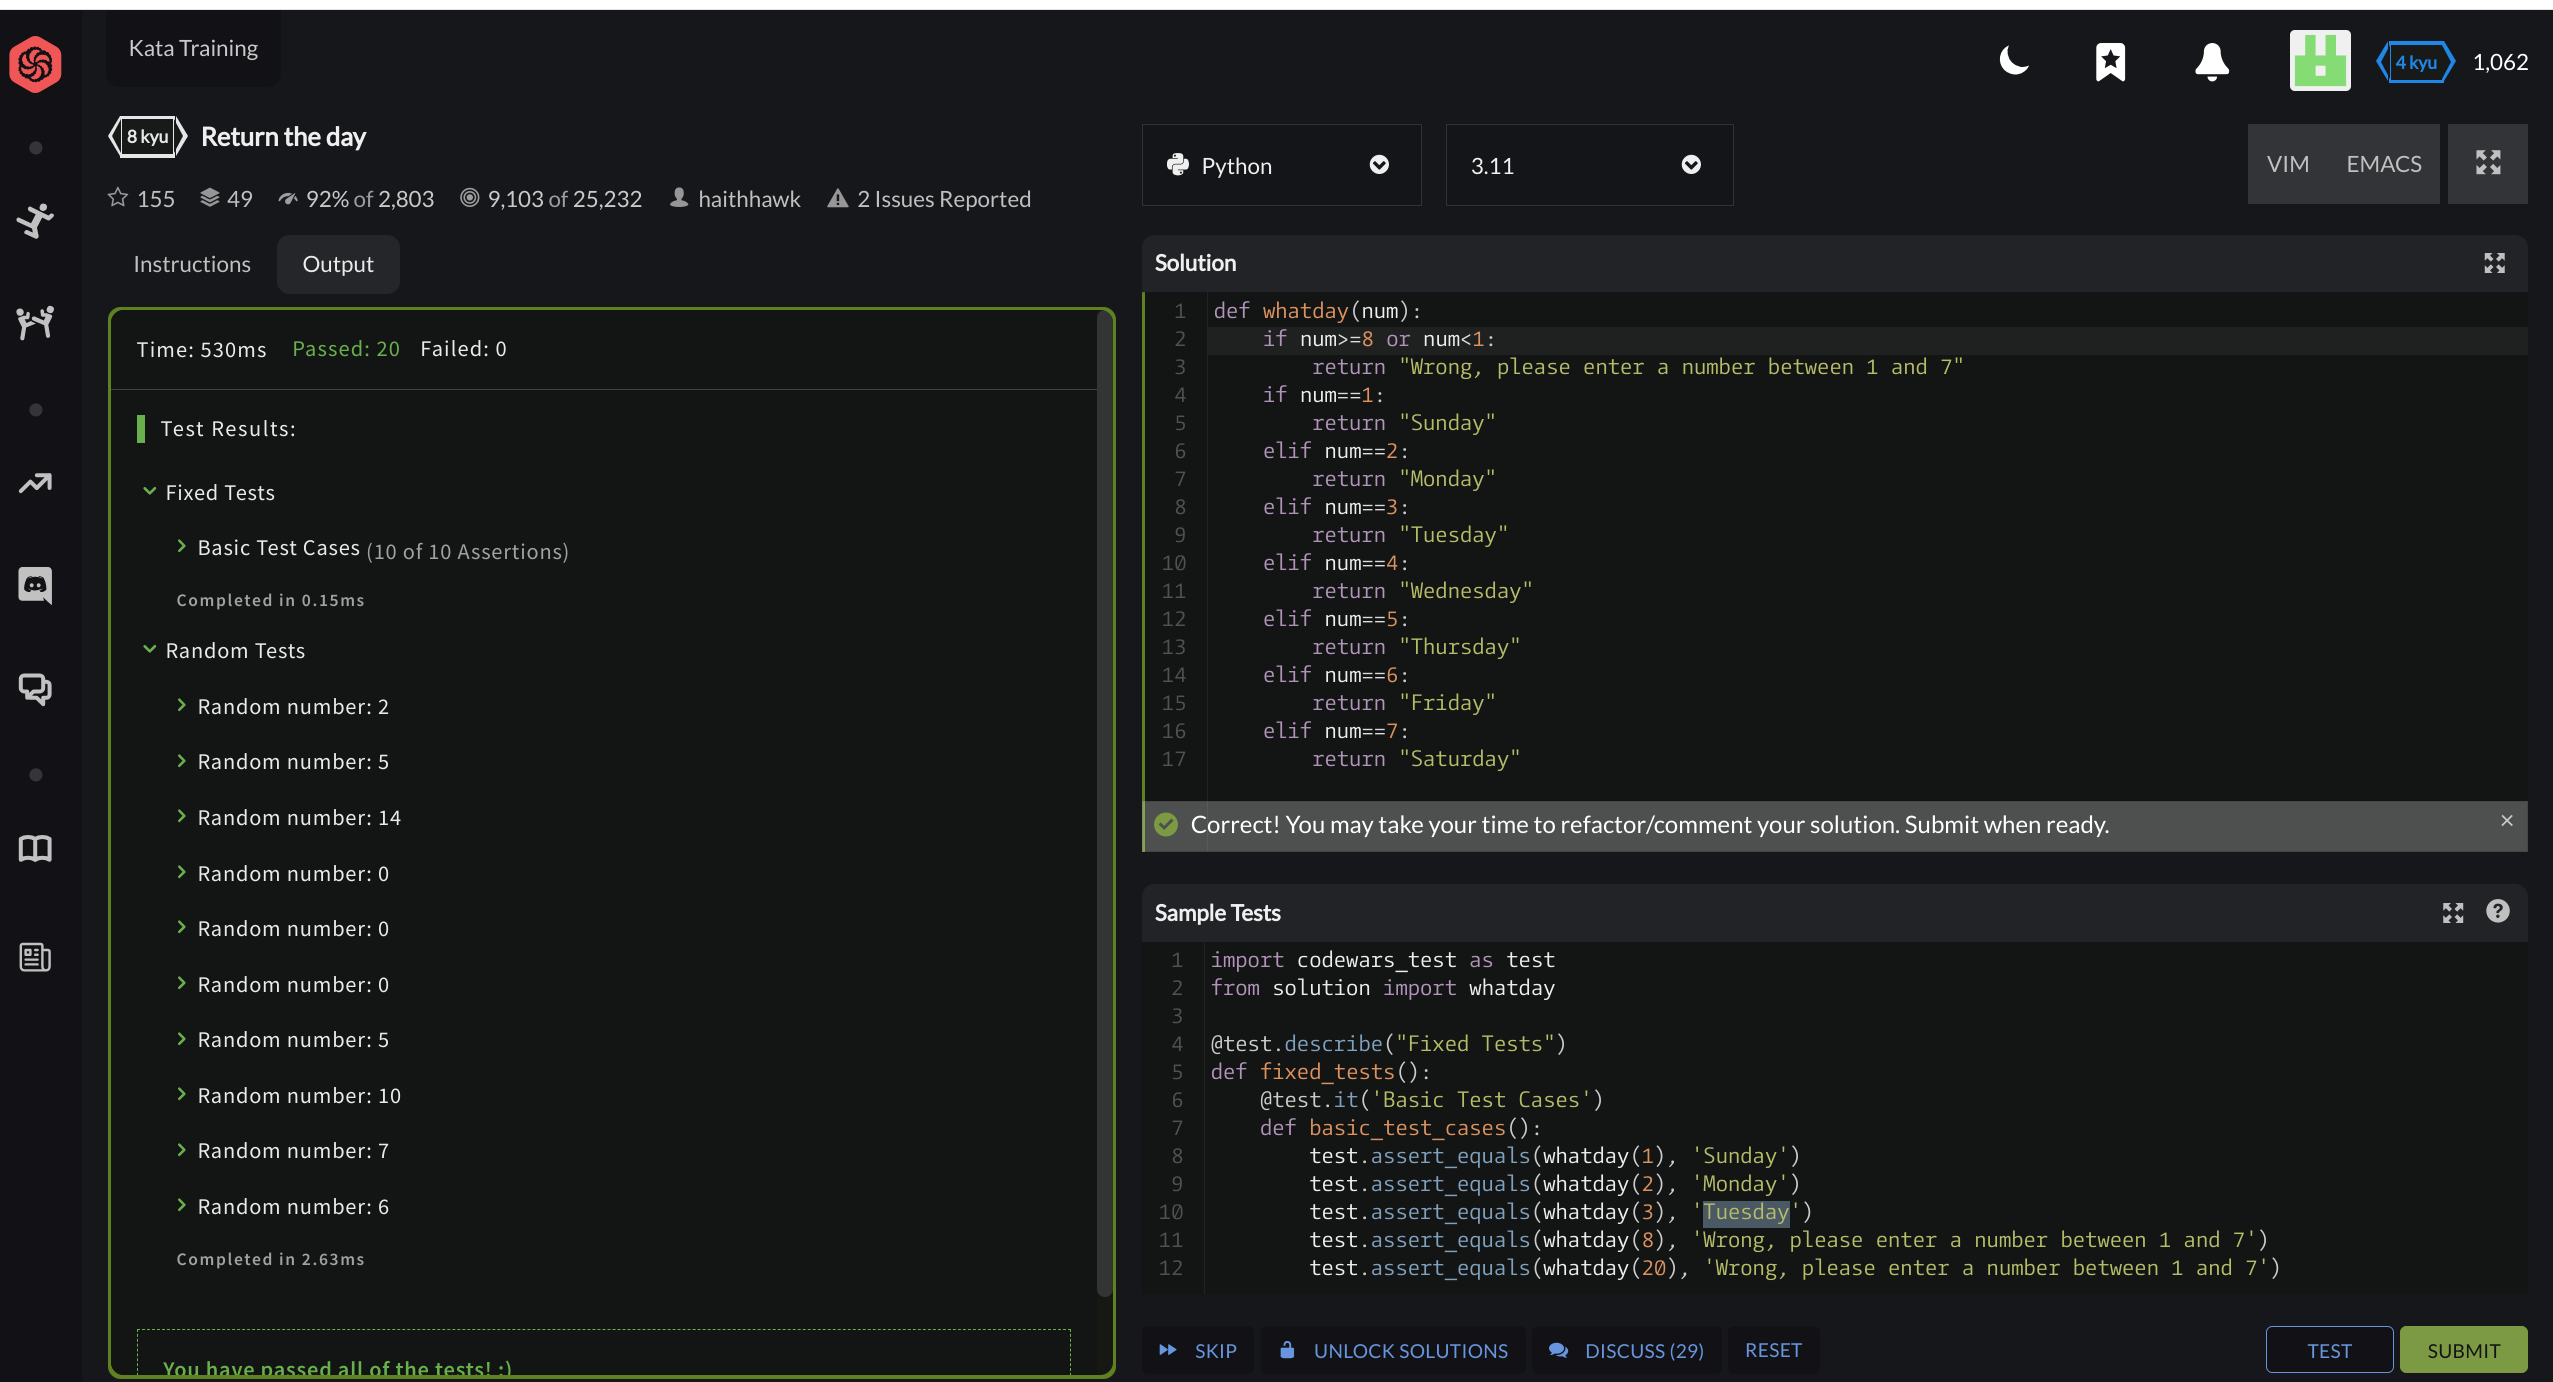 Kata Training
4 kyu
1,062
8 kyu
Return the day
155
49
92% of 2,803
9,103 of 25,232
haithhawk
2 Issues Reported
Instructions
Output
Time: 530ms Passed: 20 Failed: 0
Test Results:
Fixed Tests
Basic Test Cases (10 of 10 Assertions)
Completed in 0.15ms
Random Tests
Random number: 2
Random number: 5
Random number: 14
Random number: 0
Random number: 0
Random number: 0
Random number: 5
Random number: 10
Random number: 7
Random number: 6
Completed in 2.63ms
You have passed all of the tests! :)
Python
3.11
VIM
EMACS
Solution
1 def whatday(num):
2     if num>=8 or num<1:
3         return "Wrong, please enter a number between 1 and 7"
4     if num==1:
5         return "Sunday"
6     elif num==2:
7         return "Monday"
8     elif num==3:
9         return "Tuesday"
10     elif num==4:
11         return "Wednesday"
12     elif num==5:
13         return "Thursday"
14     elif num==6:
15         return "Friday"
16     elif num==7:
17         return "Saturday"
Correct! You may take your time to refactor/comment your solution. Submit when ready.
Sample Tests
1 import codewars_test as test
2 from solution import whatday
3
4 @test.describe("Fixed Tests")
5 def fixed_tests():
6     @test.it('Basic Test Cases')
7     def basic_test_cases():
8         test.assert_equals(whatday(1), 'Sunday')
9         test.assert_equals(whatday(2), 'Monday')
10         test.assert_equals(whatday(3), 'Tuesday')
11         test.assert_equals(whatday(8), 'Wrong, please enter a number between 1 and 7')
12         test.assert_equals(whatday(20), 'Wrong, please enter a number between 1 and 7')
SKIP
UNLOCK SOLUTIONS
DISCUSS (29)
RESET
TEST
SUBMIT